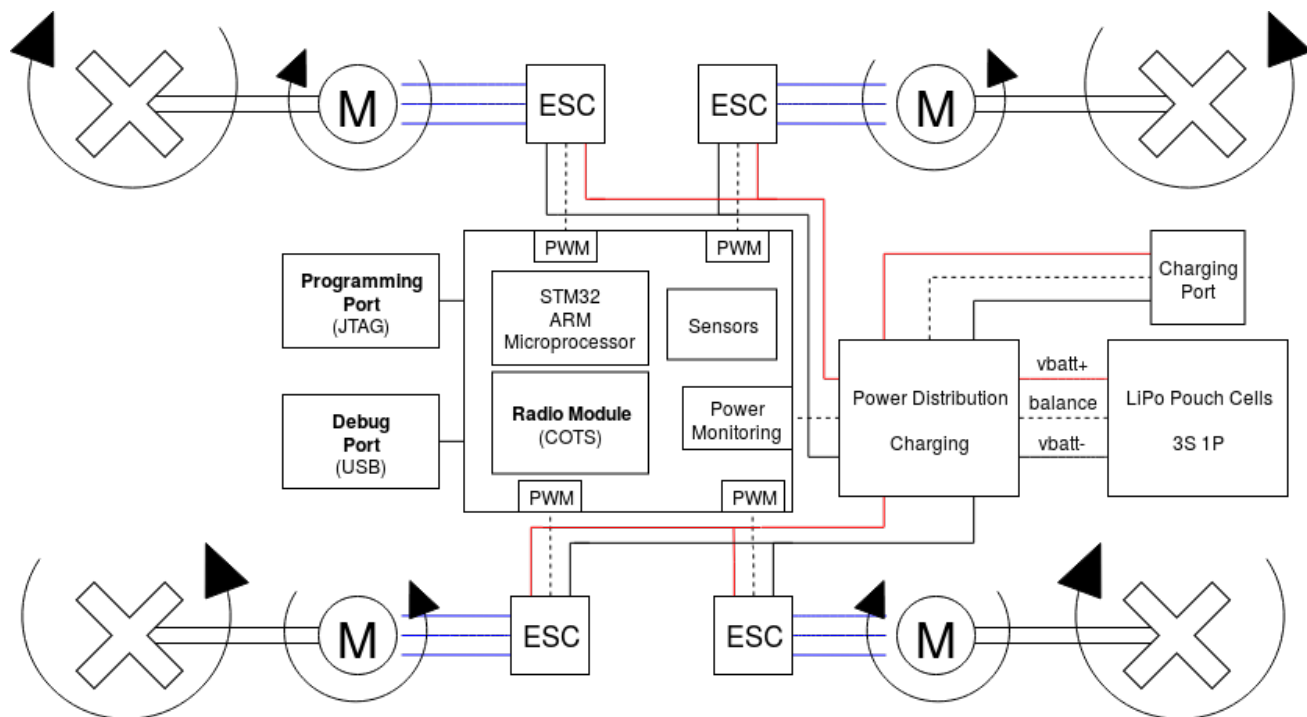 M
ESC
ESC
M
PWM
PWM
Programming
Port
(JTAG)
STM32
ARM
Microprocessor
Sensors
Charging
Port
Debug
Port
(USB)
Radio Module
(COTS)
Power
Monitoring
Power Distribution
Charging
vbatt+
balance
vbatt-
LiPo Pouch Cells
3S 1P
PWM
PWM
M
ESC
ESC
M